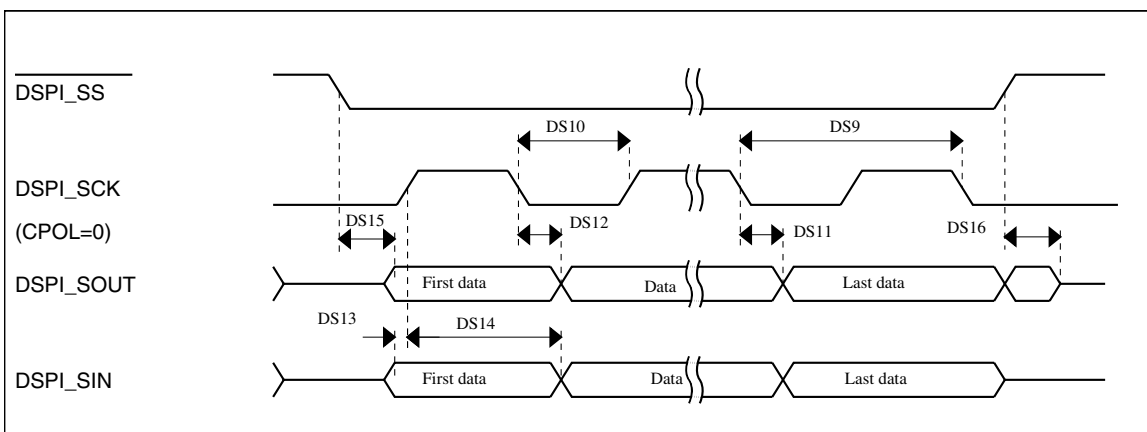 DSPI_SS
DS10
DS9
DSPI_SCK
(CPOL=0)
DS15
DS12
DS11
DS16
DSPI_SOUT
First data
Data
Last data
DS13
DS14
DSPI_SIN
First data
Data
Last data